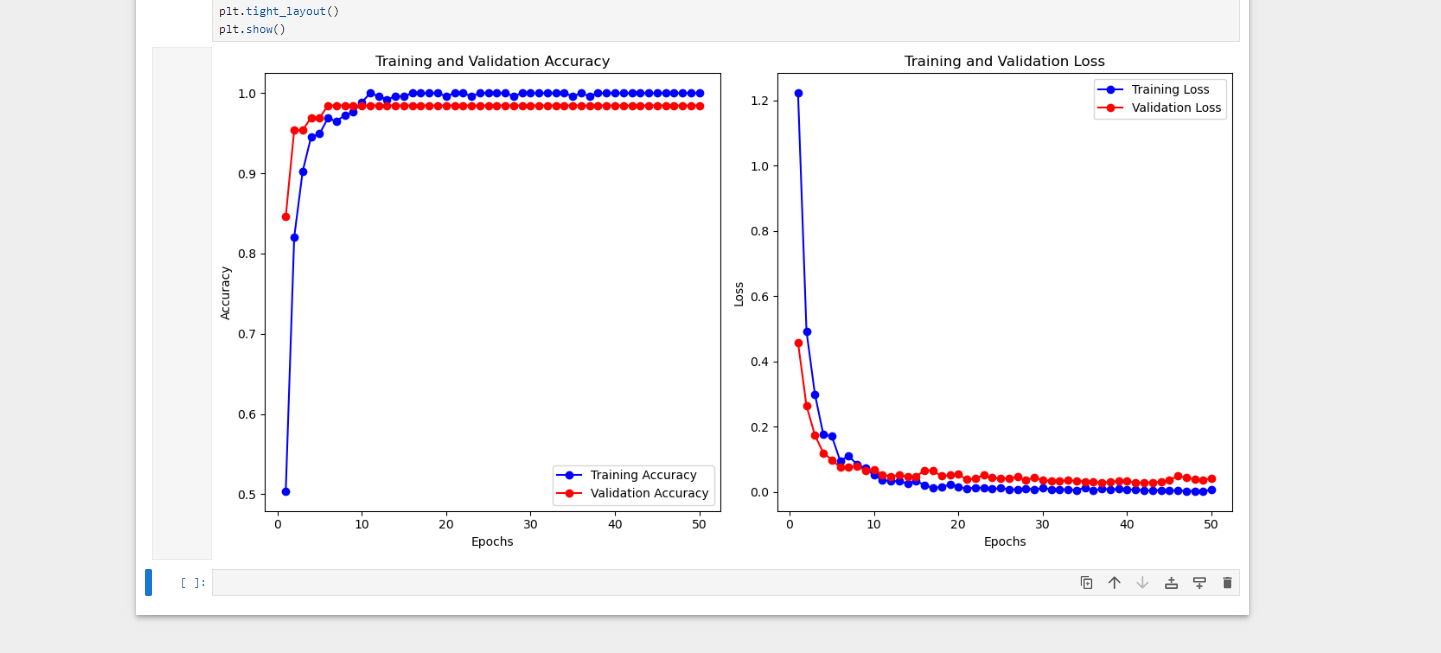 plt.tight_layout()
plt.show()
Training and Validation Accuracy
1.0
0.9
0.8
0.7
0.6
0.5
Accuracy
0 10 20 30 40 50
Epochs
Training Accuracy
Validation Accuracy
Training and Validation Loss
1.2
1.0
0.8
0.6
0.4
0.2
0.0
Loss
0 10 20 30 40 50
Epochs
Training Loss
Validation Loss
[ ]: